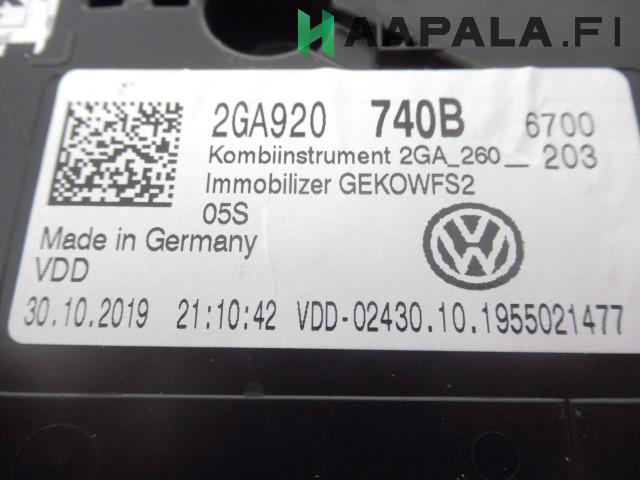 HAAPALA.FI
2GA920 740B 6700
Kombiinstrument 2GA_260__ 203
Immobilizer GEKOWFS2
05S
Made in Germany
VDD
30.10.2019 21:10:42 VDD-02430.10.1955021477